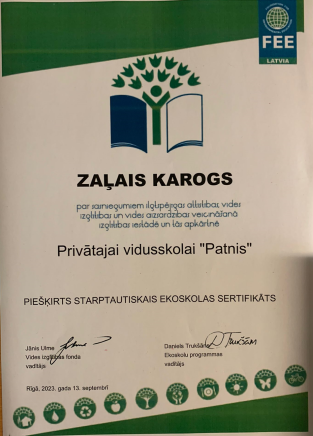 FEE
LATVIA
ZAĻAIS KAROGS
par sasniegumiem ilgtspējīgas attīstības, vides
izglītības un vides aizsardzības veicināšanā
izglītības iestādē un tās apkārtnē
Privātajai vidusskolai "Patnis"
PIEŠĶIRTS STARPTAUTISKAIS EKOSKOLAS SERTIFIKĀTS
Jānis Ulme
Vides izglītības fonda
vadītājs
Daniels Trukšāns
Ekoskolu programmas
vadītājs
Rīgā, 2023. gada 13. septembrī